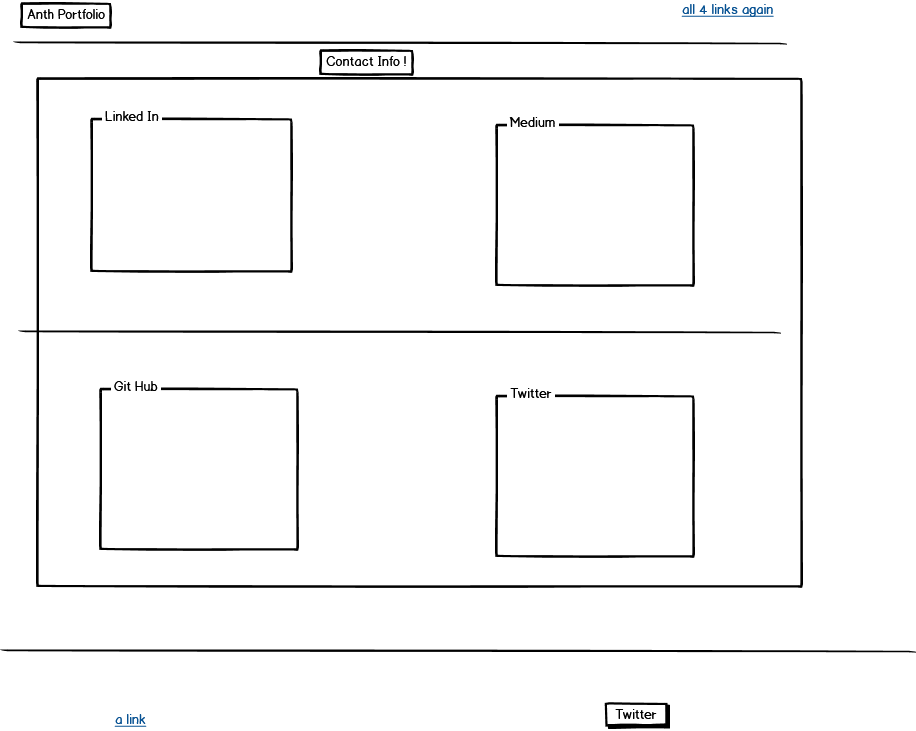 Anth Portfolio
all 4 links again
Contact Info !
Linked In
Medium
Git Hub
Twitter
a link
Twitter